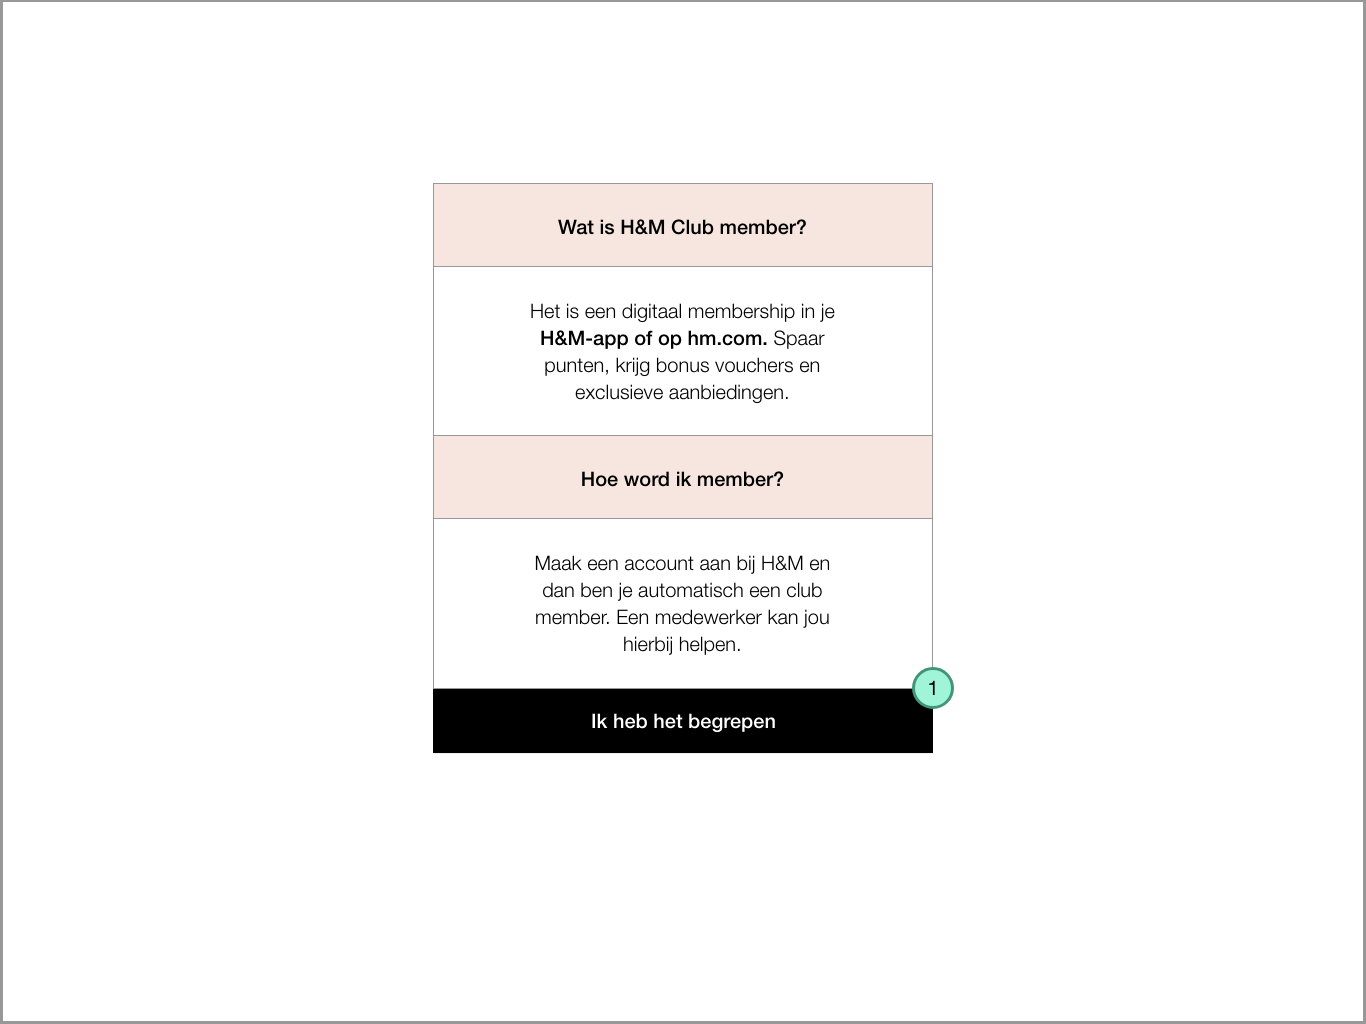 Wat is H&M Club member?
Het is een digitaal membership in je
H&M-app of op hm.com. Spaar
punten, krijg bonus vouchers en
exclusieve aanbiedingen.
Hoe word ik member?
Maak een account aan bij H&M en
dan ben je automatisch een club
member. Een medewerker kan jou
hierbij helpen.
1
Ik heb het begrepen